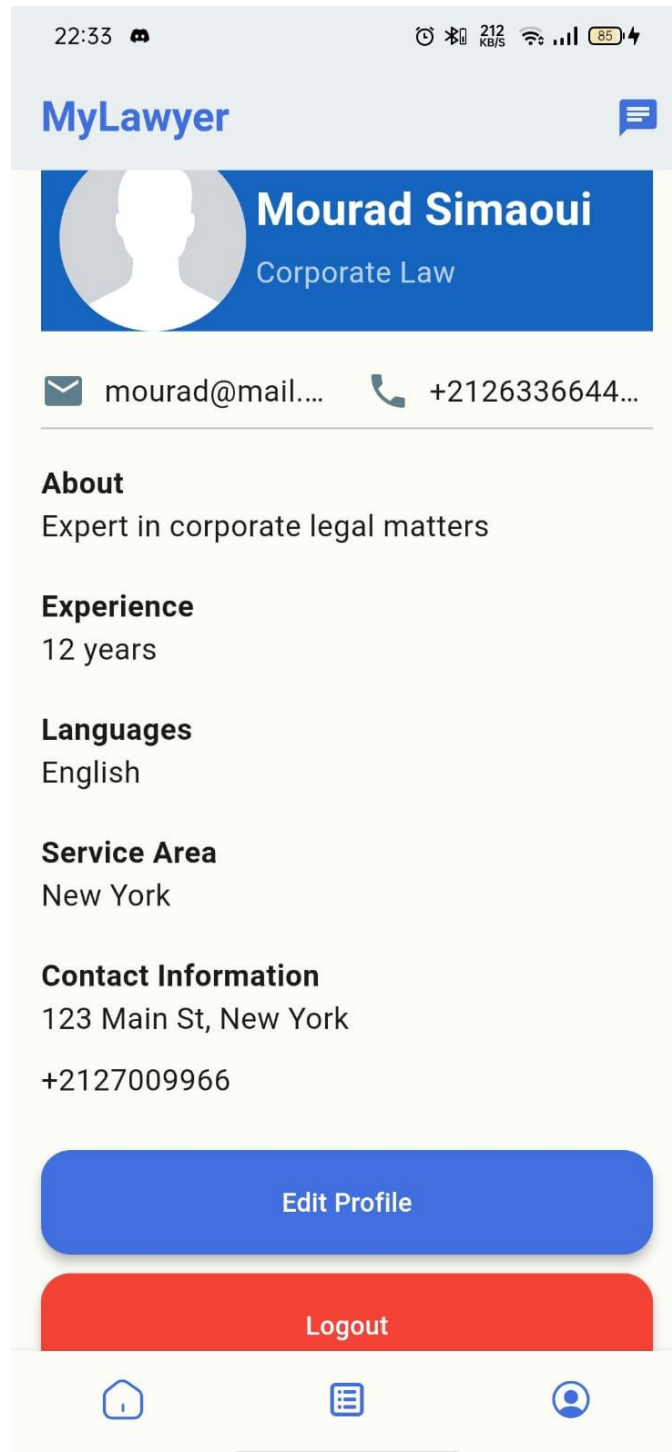 22:33
212
KB/S
85
MyLawyer
Mourad Simaoui
Corporate Law
mourad@mail.... +2126336644...
About
Expert in corporate legal matters
Experience
12 years
Languages
English
Service Area
New York
Contact Information
123 Main St, New York
+2127009966
Edit Profile
Logout